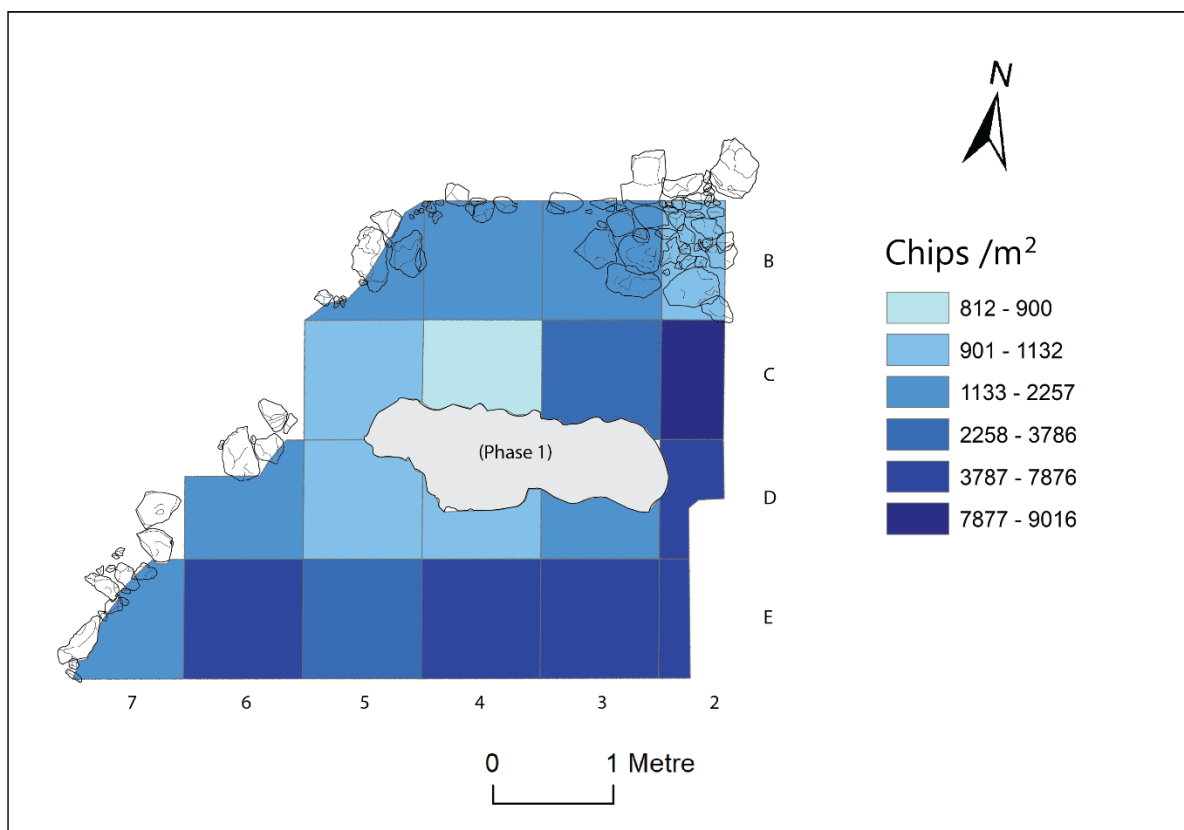 N
Chips /m²
812 - 900
901 - 1132
1133 - 2257
2258 - 3786
3787 - 7876
7877 - 9016
B
C
(Phase 1)
D
E
7 6 5 4 3 2
0 1 Metre